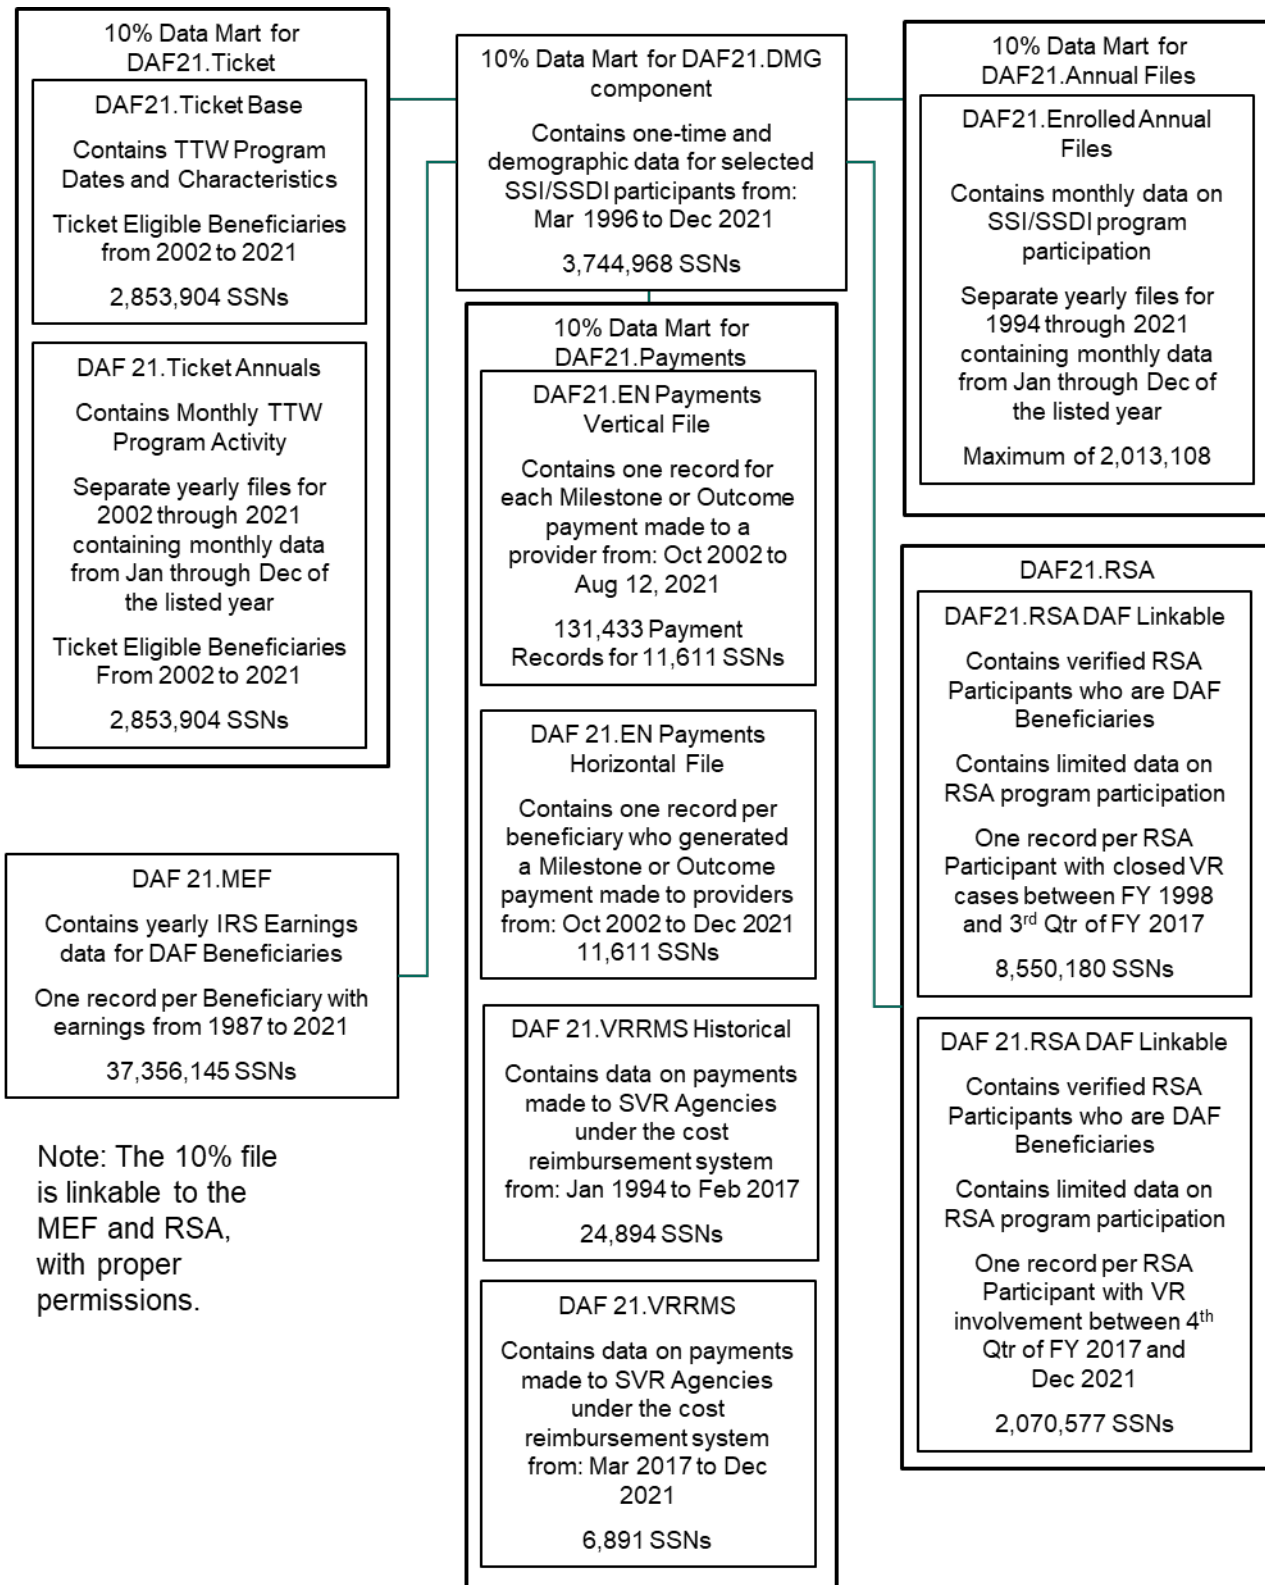 10% Data Mart for
DAF21.Ticket
DAF21.Ticket Base
Contains TTW Program
Dates and Characteristics
Ticket Eligible Beneficiaries
from 2002 to 2021
2,853,904 SSNs
DAF 21.Ticket Annuals
Contains Monthly TTW
Program Activity
Separate yearly files for
2002 through 2021
containing monthly data
from Jan through Dec of
the listed year
Ticket Eligible Beneficiaries
From 2002 to 2021
2,853,904 SSNs
DAF 21.MEF
Contains yearly IRS Earnings
data for DAF Beneficiaries
One record per Beneficiary with
earnings from 1987 to 2021
37,356,145 SSNs
Note: The 10% file
is linkable to the
MEF and RSA,
with proper
permissions.
10% Data Mart for DAF21.DMG
component
Contains one-time and
demographic data for selected
SSI/SSDI participants from:
Mar 1996 to Dec 2021
3,744,968 SSNs
10% Data Mart for
DAF21.Payments
DAF21.EN Payments
Vertical File
Contains one record for
each Milestone or Outcome
payment made to a
provider from: Oct 2002 to
Aug 12, 2021
131,433 Payment
Records for 11,611 SSNs
DAF 21.EN Payments
Horizontal File
Contains one record per
beneficiary who generated
a Milestone or Outcome
payment made to providers
from: Oct 2002 to Dec 2021
11,611 SSNs
DAF 21.VRRMS Historical
Contains data on payments
made to SVR Agencies
under the cost
reimbursement system
from: Jan 1994 to Feb 2017
24,894 SSNs
DAF 21.VRRMS
Contains data on payments
made to SVR Agencies
under the cost
reimbursement system
from: Mar 2017 to Dec
2021
6,891 SSNs
10% Data Mart for
DAF21.Annual Files
DAF21.Enrolled Annual
Files
Contains monthly data on
SSI/SSDI program
participation
Separate yearly files for
1994 through 2021
containing monthly data
from Jan through Dec of
the listed year
Maximum of 2,013,108
DAF21.RSA
DAF21.RSA DAF Linkable
Contains verified RSA
Participants who are DAF
Beneficiaries
Contains limited data on
RSA program participation
One record per RSA
Participant with closed VR
cases between FY 1998
and 3rd Qtr of FY 2017
8,550,180 SSNs
DAF 21.RSA DAF Linkable
Contains verified RSA
Participants who are DAF
Beneficiaries
Contains limited data on
RSA program participation
One record per RSA
Participant with VR
involvement between 4th
Qtr of FY 2017 and
Dec 2021
2,070,577 SSNs